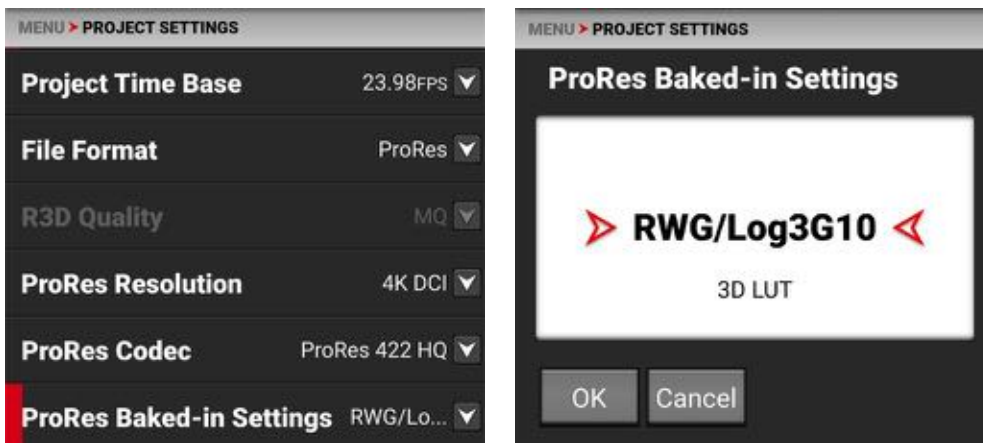 MENU > PROJECT SETTINGS
Project Time Base 23.98FPS
File Format ProRes
R3D Quality MQ
ProRes Resolution 4K DCI
ProRes Codec ProRes 422 HQ
ProRes Baked-in Settings RWG/Lo...
MENU > PROJECT SETTINGS
ProRes Baked-in Settings
RWG/Log3G10
3D LUT
OK Cancel